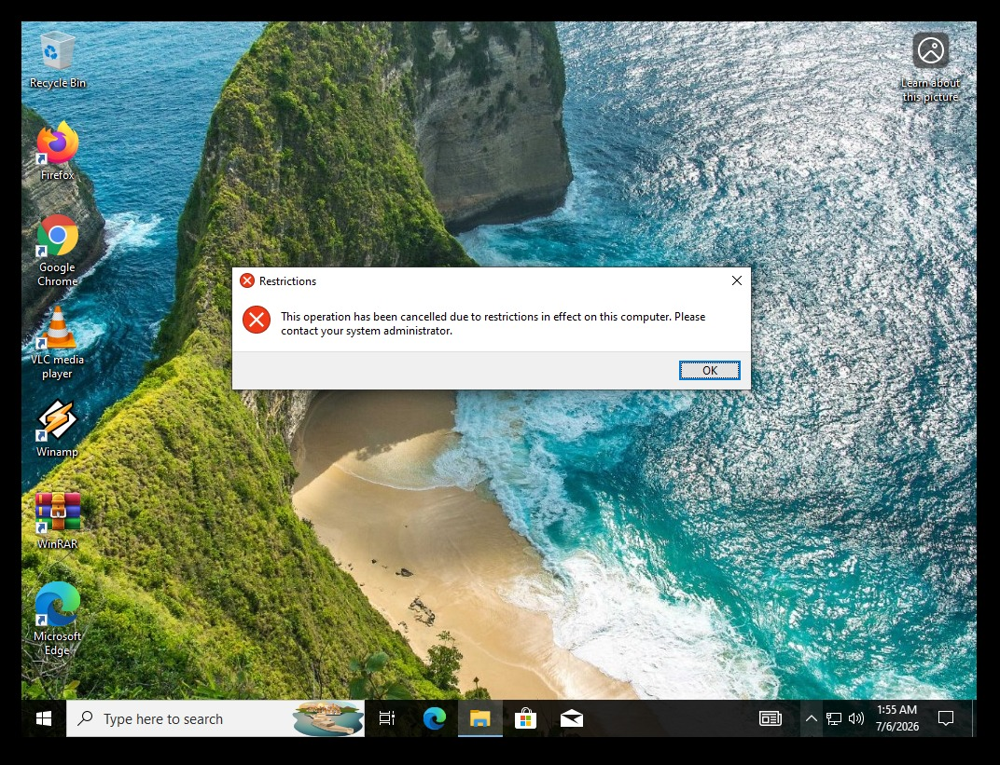 Recycle Bin
Learn about
this picture
Firefox
Google
Chrome
Restrictions
This operation has been cancelled due to restrictions in effect on this computer. Please
contact your system administrator.
OK
VLC media
player
Winamp
WinRAR
Microsoft
Edge
Type here to search
1:55 AM
7/6/2026